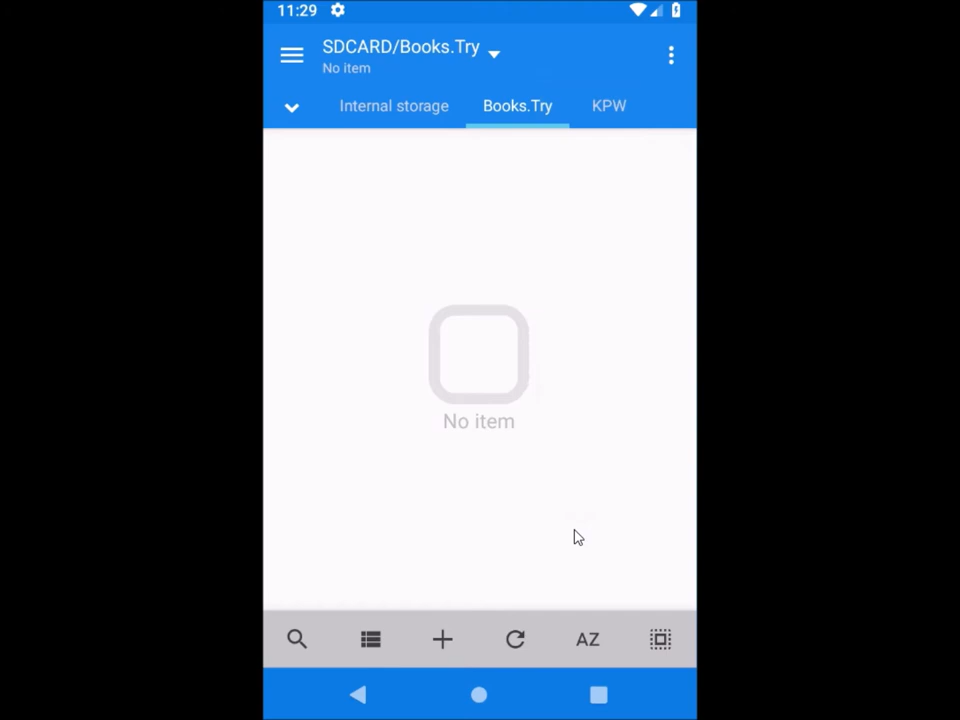 11:29
SDCARD/Books.Try
No item
Internal storage
Books.Try
KPW
No item
AZ